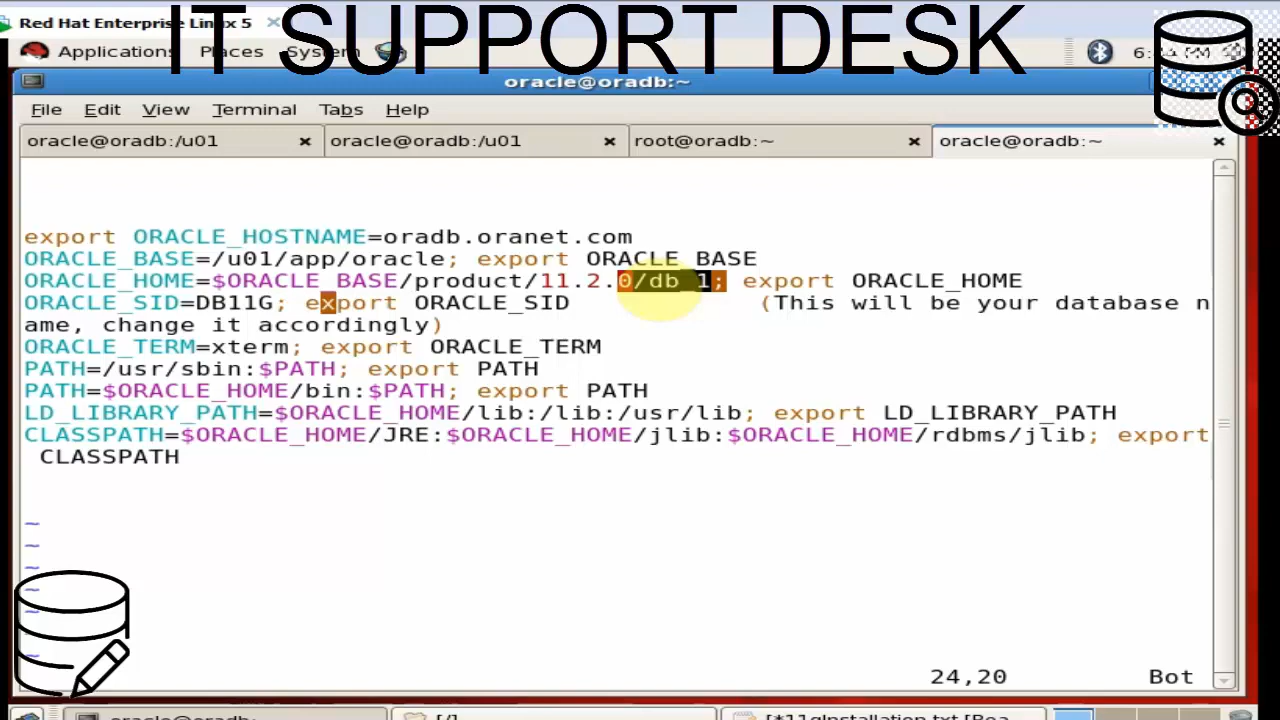 IT SUPPORT DESK
Red Hat Enterprise Linux 5
Applications Places System
oracle@oradb:~
File Edit View Terminal Tabs Help
oracle@oradb:/u01 oracle@oradb:/u01 root@oradb:~ oracle@oradb:~
export ORACLE_HOSTNAME=oradb.oranet.com
ORACLE_BASE=/u01/app/oracle; export ORACLE_BASE
ORACLE_HOME=$ORACLE_BASE/product/11.2.0/db_1; export ORACLE_HOME
ORACLE_SID=DB11G; export ORACLE_SID (This will be your database n
ame, change it accordingly)
ORACLE_TERM=xterm; export ORACLE_TERM
PATH=/usr/sbin:$PATH; export PATH
PATH=$ORACLE_HOME/bin:$PATH; export PATH
LD_LIBRARY_PATH=$ORACLE_HOME/lib:/lib:/usr/lib; export LD_LIBRARY_PATH
CLASSPATH=$ORACLE_HOME/JRE:$ORACLE_HOME/jlib:$ORACLE_HOME/rdbms/jlib; export
CLASSPATH
~
~
~
~
~
~
~
24,20 Bot
oracle@oradb:~ [/]